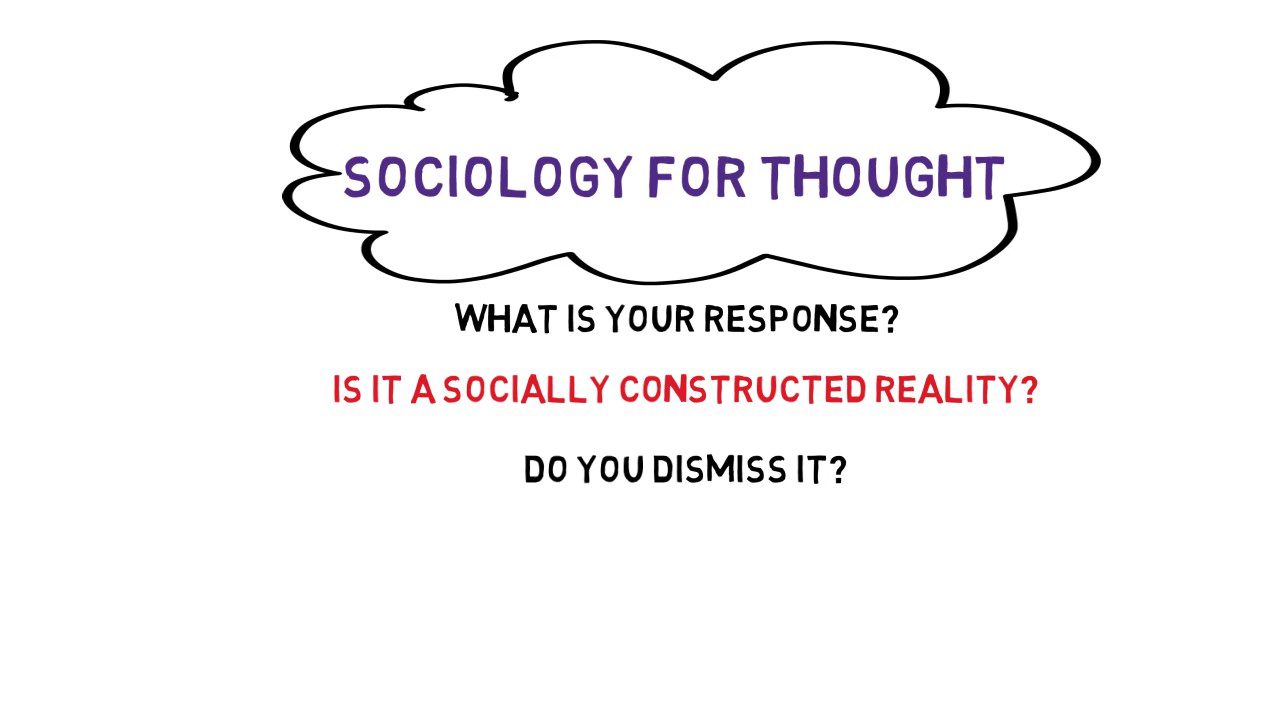 SOCIOLOGY FOR THOUGHT
WHAT IS YOUR RESPONSE?
IS IT A SOCIALLY CONSTRUCTED REALITY?
DO YOU DISMISS IT?